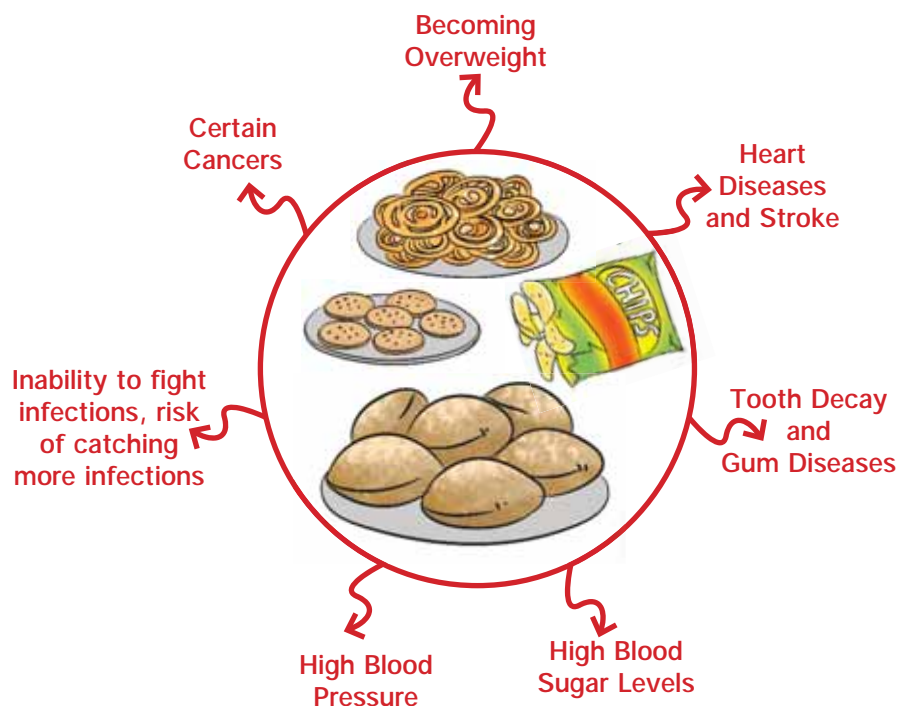 Becoming
Overweight
Certain
Cancers
Heart
Diseases
and Stroke
CHIPS
Inability to fight
infections, risk
of catching
more infections
Tooth Decay
and
Gum Diseases
High Blood
Pressure
High Blood
Sugar Levels